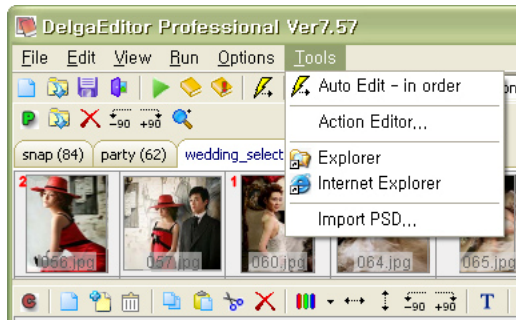 DelgaEditor Professional Ver7.57
File Edit View Run Options Tools
Auto Edit - in order
P -90 +90
Action Editor...
snap (84) party (62) wedding_select
Explorer
Internet Explorer
Import PSD...
2 1
056.jpg 057.jpg 060.jpg 064.jpg 065.jpg
C -90 +90 T